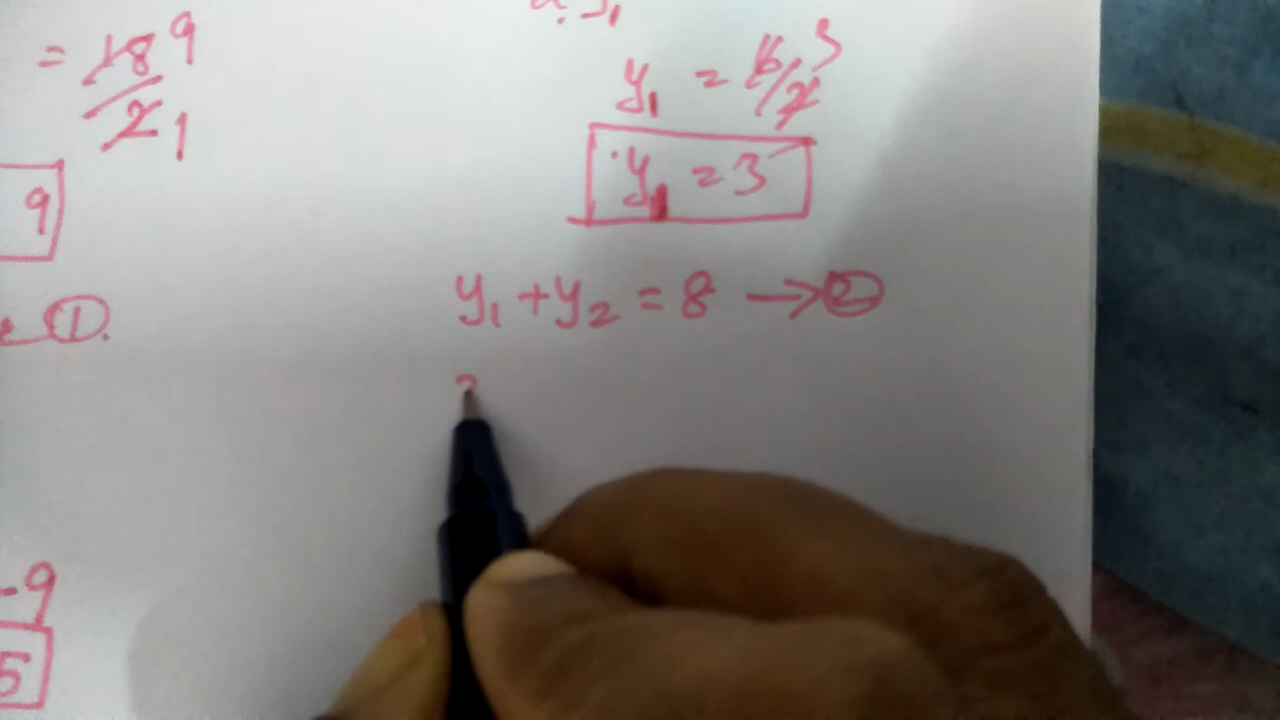 = 18/2 9 1
9
①.
-9
5
y₁ = 6/2 3
y₁ = 3
y₁ + y₂ = 8 → ②